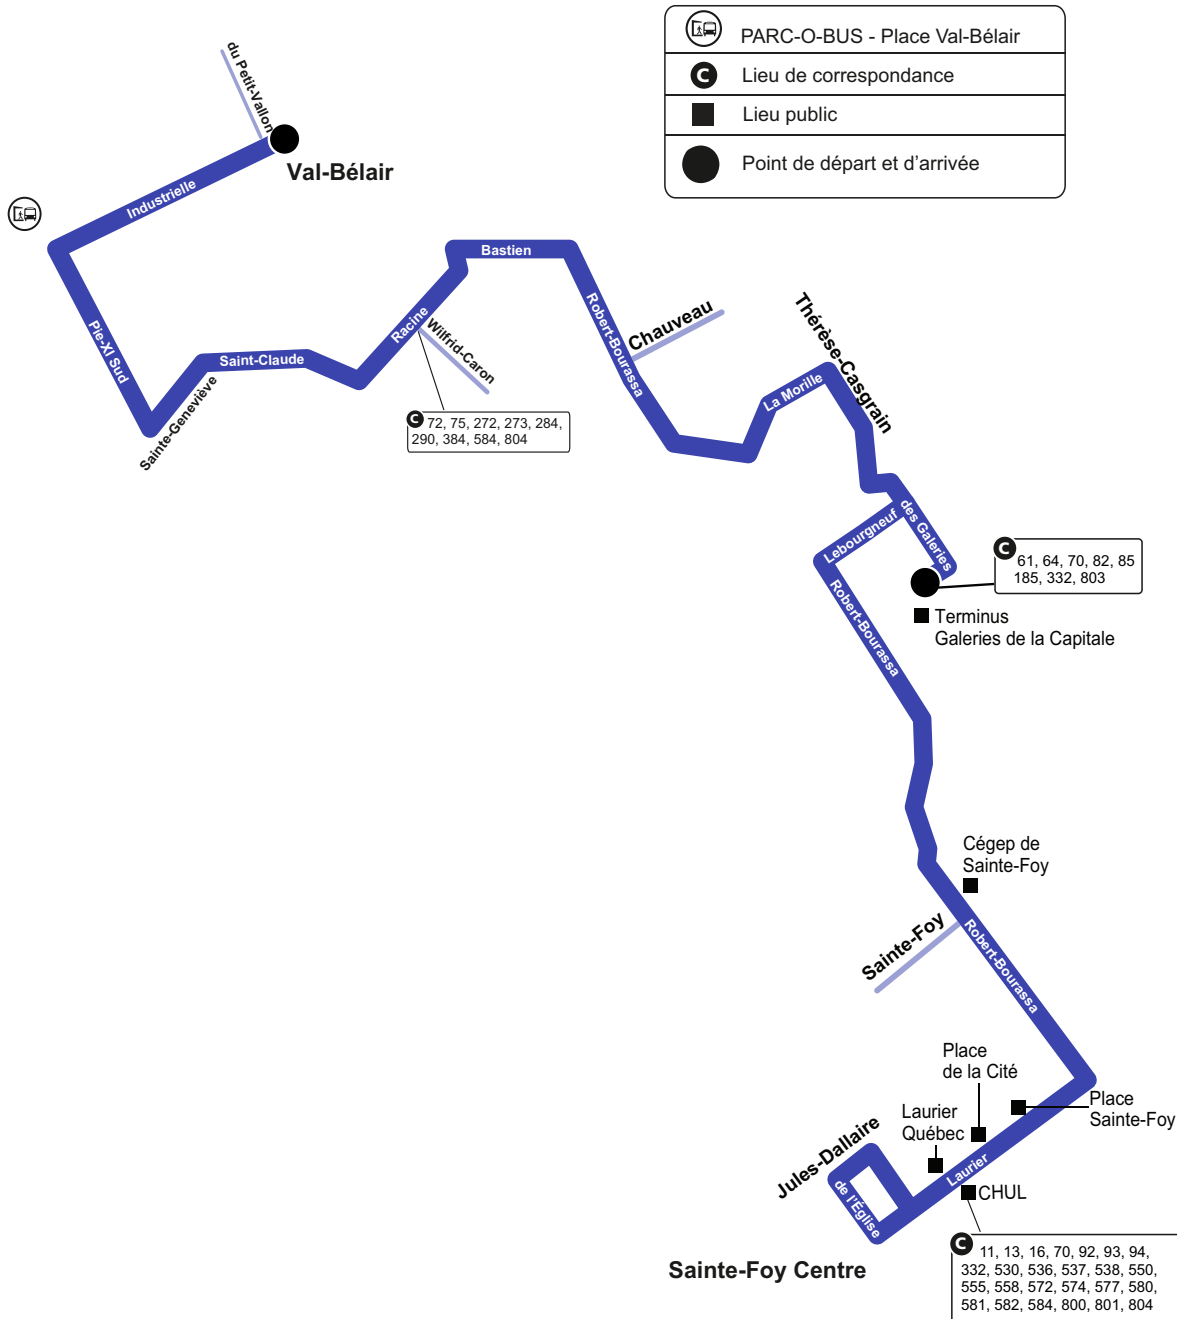 PARC-O-BUS - Place Val-Bélair
C Lieu de correspondance
Lieu public
Point de départ et d'arrivée
du Petit-Vallon
Val-Bélair
Industrielle
Pie-XI Sud
Sainte-Geneviève
Saint-Claude
Racine
Wilfrid-Caron
C 72, 75, 272, 273, 284,
290, 384, 584, 804
Bastien
Robert-Bourassa
Chauveau
La Morille
Thérèse-Casgrain
des Galeries
Lebourgneuf
C 61, 64, 70, 82, 85
185, 332, 803
Terminus
Galeries de la Capitale
Robert-Bourassa
Cégep de
Sainte-Foy
Sainte-Foy
Robert-Bourassa
Place
de la Cité
Place
Sainte-Foy
Laurier
Québec
Laurier
CHUL
Jules-Dallaire
de l'Église
Sainte-Foy Centre
C 11, 13, 16, 70, 92, 93, 94,
332, 530, 536, 537, 538, 550,
555, 558, 572, 574, 577, 580,
581, 582, 584, 800, 801, 804